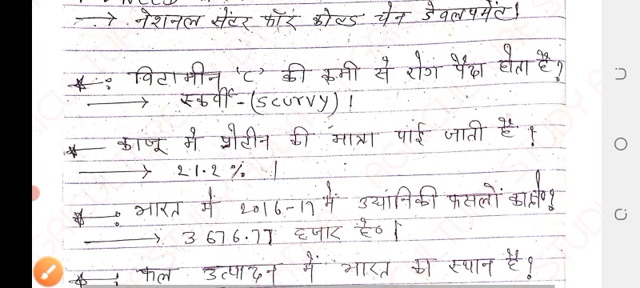 → नेशनल सेंटर फॉर कोल्ड चेन डेवलपमेंट।
*: विटामीन 'C' की कमी से रोग पैदा होता है?
→ स्कर्वी - (scurvy)।
* काजू मे प्रोटीन की मात्रा पाई जाती है?
→ 21.2% |
*: भारत मे 2016-17 में उद्यानिकी फसलों का
→ 3676.77 हजार है०।
*: फल उत्पादन में भारत का स्थान है?